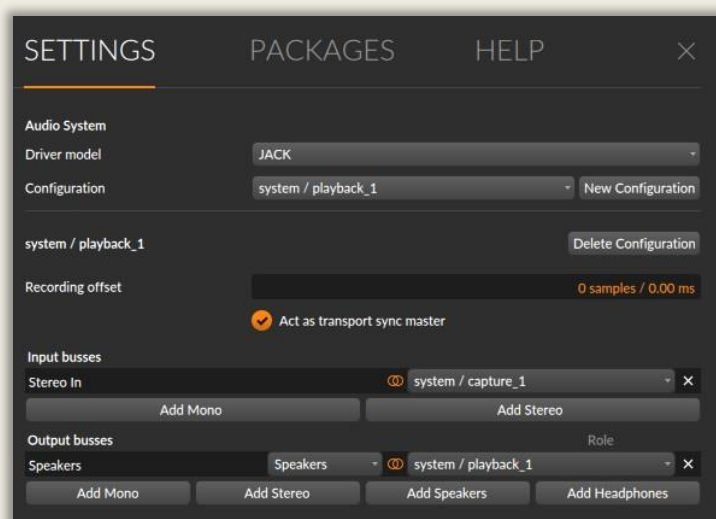 SETTINGS PACKAGES HELP
Audio System
Driver model JACK
Configuration system / playback_1 New Configuration
system / playback_1 Delete Configuration
Recording offset 0 samples / 0.00 ms
Act as transport sync master
Input busses
Stereo In system / capture_1
Add Mono Add Stereo
Output busses Role
Speakers Speakers system / playback_1
Add Mono Add Stereo Add Speakers Add Headphones